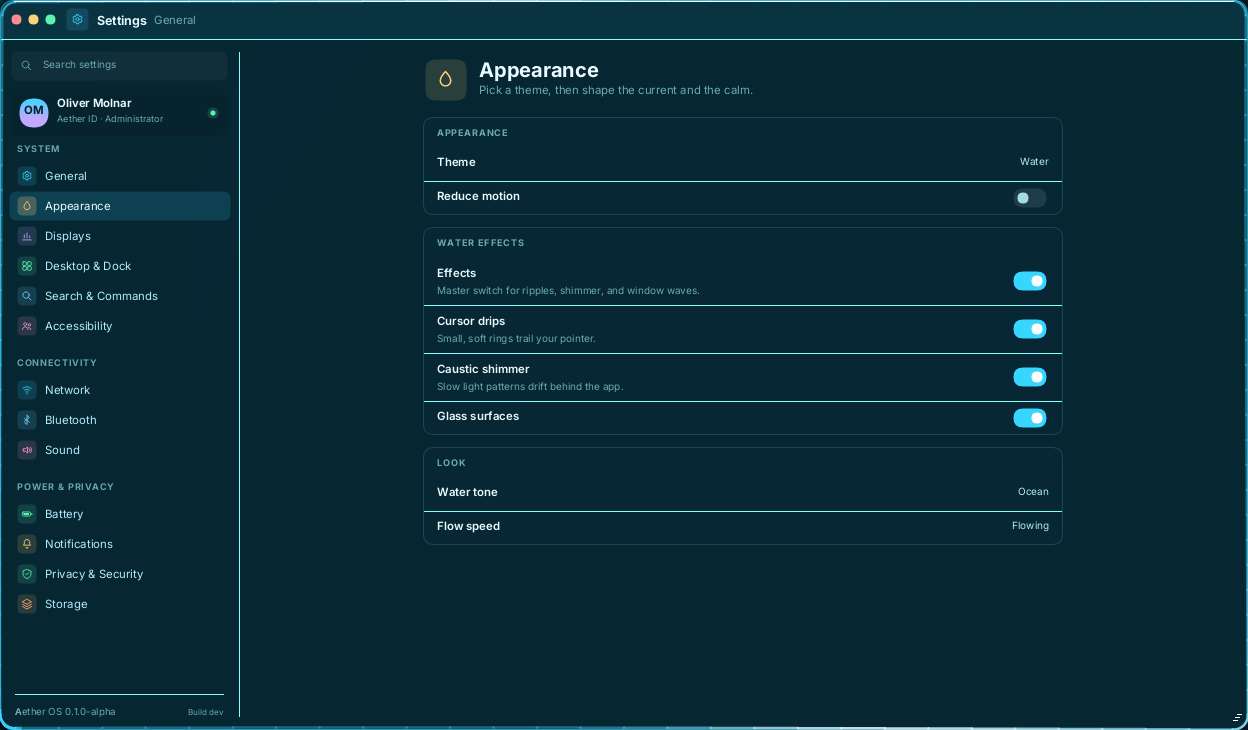 Settings General
Search settings
OM
Oliver Molnar
Aether ID · Administrator
SYSTEM
General
Appearance
Displays
Desktop & Dock
Search & Commands
Accessibility
CONNECTIVITY
Network
Bluetooth
Sound
POWER & PRIVACY
Battery
Notifications
Privacy & Security
Storage
Aether OS 0.1.0-alpha Build dev
Appearance
Pick a theme, then shape the current and the calm.
APPEARANCE
Theme Water
Reduce motion
WATER EFFECTS
Effects
Master switch for ripples, shimmer, and window waves.
Cursor drips
Small, soft rings trail your pointer.
Caustic shimmer
Slow light patterns drift behind the app.
Glass surfaces
LOOK
Water tone Ocean
Flow speed Flowing